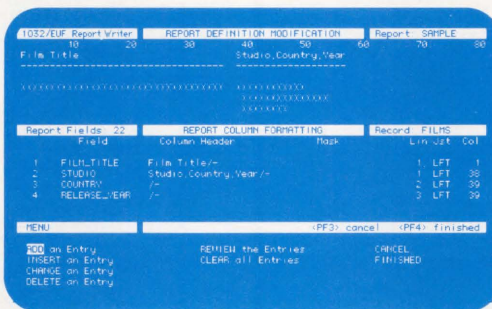 1032/EUF Report Writer REPORT DEFINITION MODIFICATION Report: SAMPLE
10 20 30 40 50 60 70 80
Film Title Studio,Country,Year
Report Fields 22 REPORT COLUMN FORMATTING Record FILMS
Field Column Header Mask Lin Jst Col
1 FILM_TITLE Film Title/- 1 LFT 1
2 STUDIO Studio,Country,Year/- 1 LFT 38
3 COUNTRY /- 2 LFT 39
4 RELEASE_YEAR /- 3 LFT 39
MENU <PF3> cancel <PF4> finished
ADD an Entry REVIEW the Entries CANCEL
INSERT an Entry CLEAR all Entries FINISHED
CHANGE an Entry
DELETE an Entry